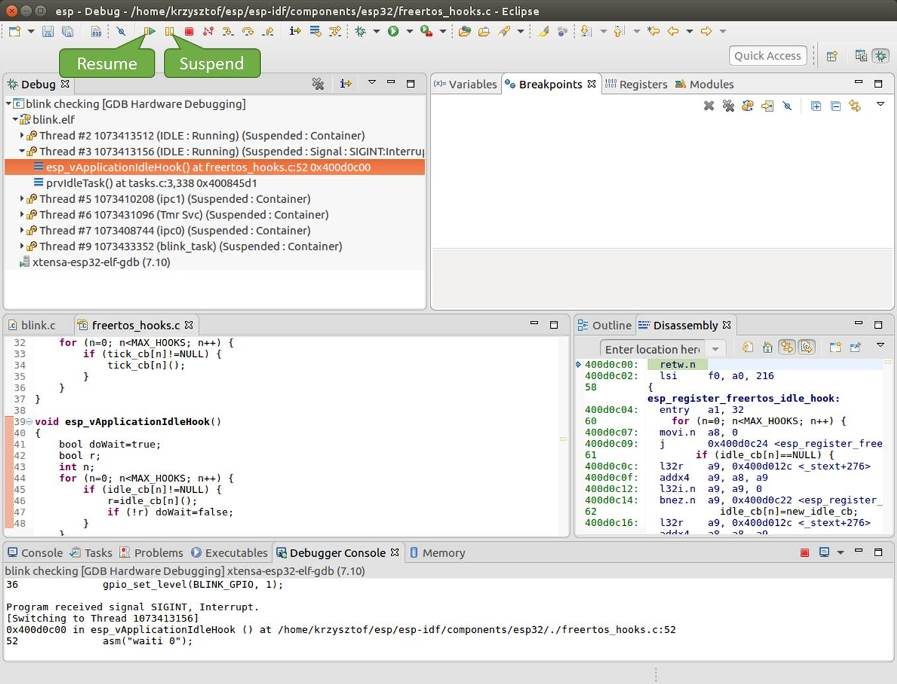 esp - Debug - /home/krzysztof/esp/esp-idf/components/esp32/freertos_hooks.c - Eclipse
Resume
Suspend
Quick Access
Debug
blink checking [GDB Hardware Debugging]
blink.elf
Thread #2 1073413512 (IDLE : Running) (Suspended : Container)
Thread #3 1073413156 (IDLE : Running) (Suspended : Signal : SIGINT:Interru
esp_vApplicationIdleHook() at freertos_hooks.c:52 0x400d0c00
prvIdleTask() at tasks.c:3,338 0x400845d1
Thread #5 1073410208 (ipc1) (Suspended : Container)
Thread #6 1073431096 (Tmr Svc) (Suspended : Container)
Thread #7 1073408744 (ipc0) (Suspended : Container)
Thread #9 1073433352 (blink_task) (Suspended : Container)
xtensa-esp32-elf-gdb (7.10)
(x)= Variables
Breakpoints
Registers
Modules
blink.c
freertos_hooks.c
32 for (n=0; n<MAX_HOOKS; n++) {
33 if (tick_cb[n]!=NULL) {
34 tick_cb[n]();
35 }
36 }
37 }
38
39 void esp_vApplicationIdleHook()
40 {
41 bool doWait=true;
42 bool r;
43 int n;
44 for (n=0; n<MAX_HOOKS; n++) {
45 if (idle_cb[n]!=NULL) {
46 r=idle_cb[n]();
47 if (!r) doWait=false;
48 }
}
Outline
Disassembly
Enter location her
400d0c00: retw.n
400d0c02: lsi f0, a0, 216
58 {
esp_register_freertos_idle_hook:
400d0c04: entry a1, 32
60 for (n=0; n<MAX_HOOKS; n++) {
400d0c07: movi.n a8, 0
400d0c09: j 0x400d0c24 <esp_register_free
61 if (idle_cb[n]==NULL) {
400d0c0c: l32r a9, 0x400d012c <_stext+276>
400d0c0f: addx4 a9, a8, a9
400d0c12: l32i.n a9, a9, 0
400d0c14: bnez.n a9, 0x400d0c22 <esp_register_
62 idle_cb[n]=new_idle_cb;
400d0c16: l32r a9, 0x400d012c <_stext+276>
400d0c19: addx4 a8, a8, a9
Console
Tasks
Problems
Executables
Debugger Console
Memory
blink checking [GDB Hardware Debugging] xtensa-esp32-elf-gdb (7.10)
36 gpio_set_level(BLINK_GPIO, 1);
Program received signal SIGINT, Interrupt.
[Switching to Thread 1073413156]
0x400d0c00 in esp_vApplicationIdleHook () at /home/krzysztof/esp/esp-idf/components/esp32/./freertos_hooks.c:52
52 asm("waiti 0");